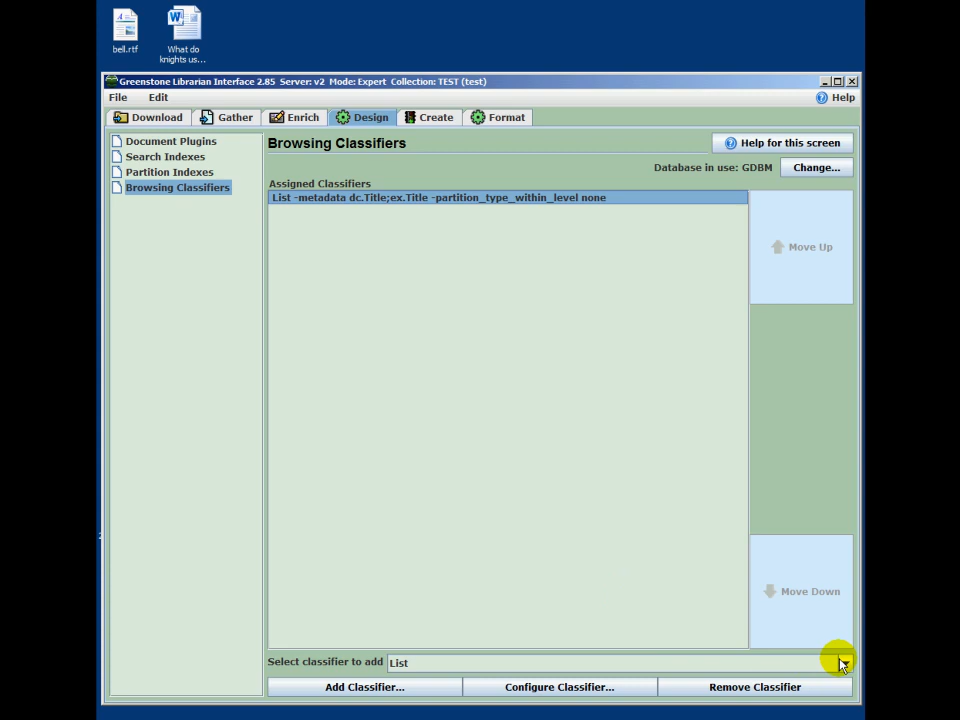 bell.rtf
What do
knights us...
Greenstone Librarian Interface 2.85 Server: v2 Mode: Expert Collection: TEST (test)
File Edit Help
Download Gather Enrich Design Create Format
Document Plugins
Search Indexes
Partition Indexes
Browsing Classifiers
Browsing Classifiers
Help for this screen
Database in use: GDBM Change...
Assigned Classifiers
List -metadata dc.Title;ex.Title -partition_type_within_level none
Move Up
Move Down
Select classifier to add List
Add Classifier... Configure Classifier... Remove Classifier